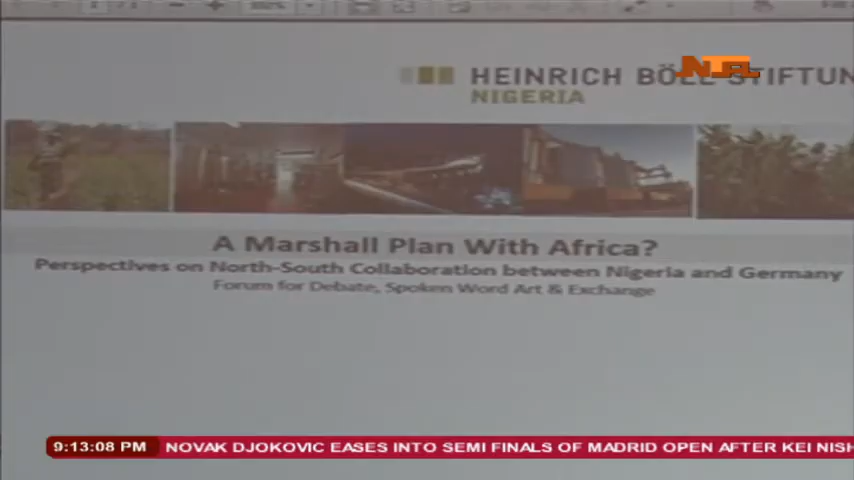 HEINRICH BÖLL STIFTUN
NIGERIA
NTA
A Marshall Plan With Africa?
Perspectives on North-South Collaboration between Nigeria and Germany
Forum for Debate, Spoken Word Art & Exchange
9:13:08 PM NOVAK DJOKOVIC EASES INTO SEMI FINALS OF MADRID OPEN AFTER KEI NISH